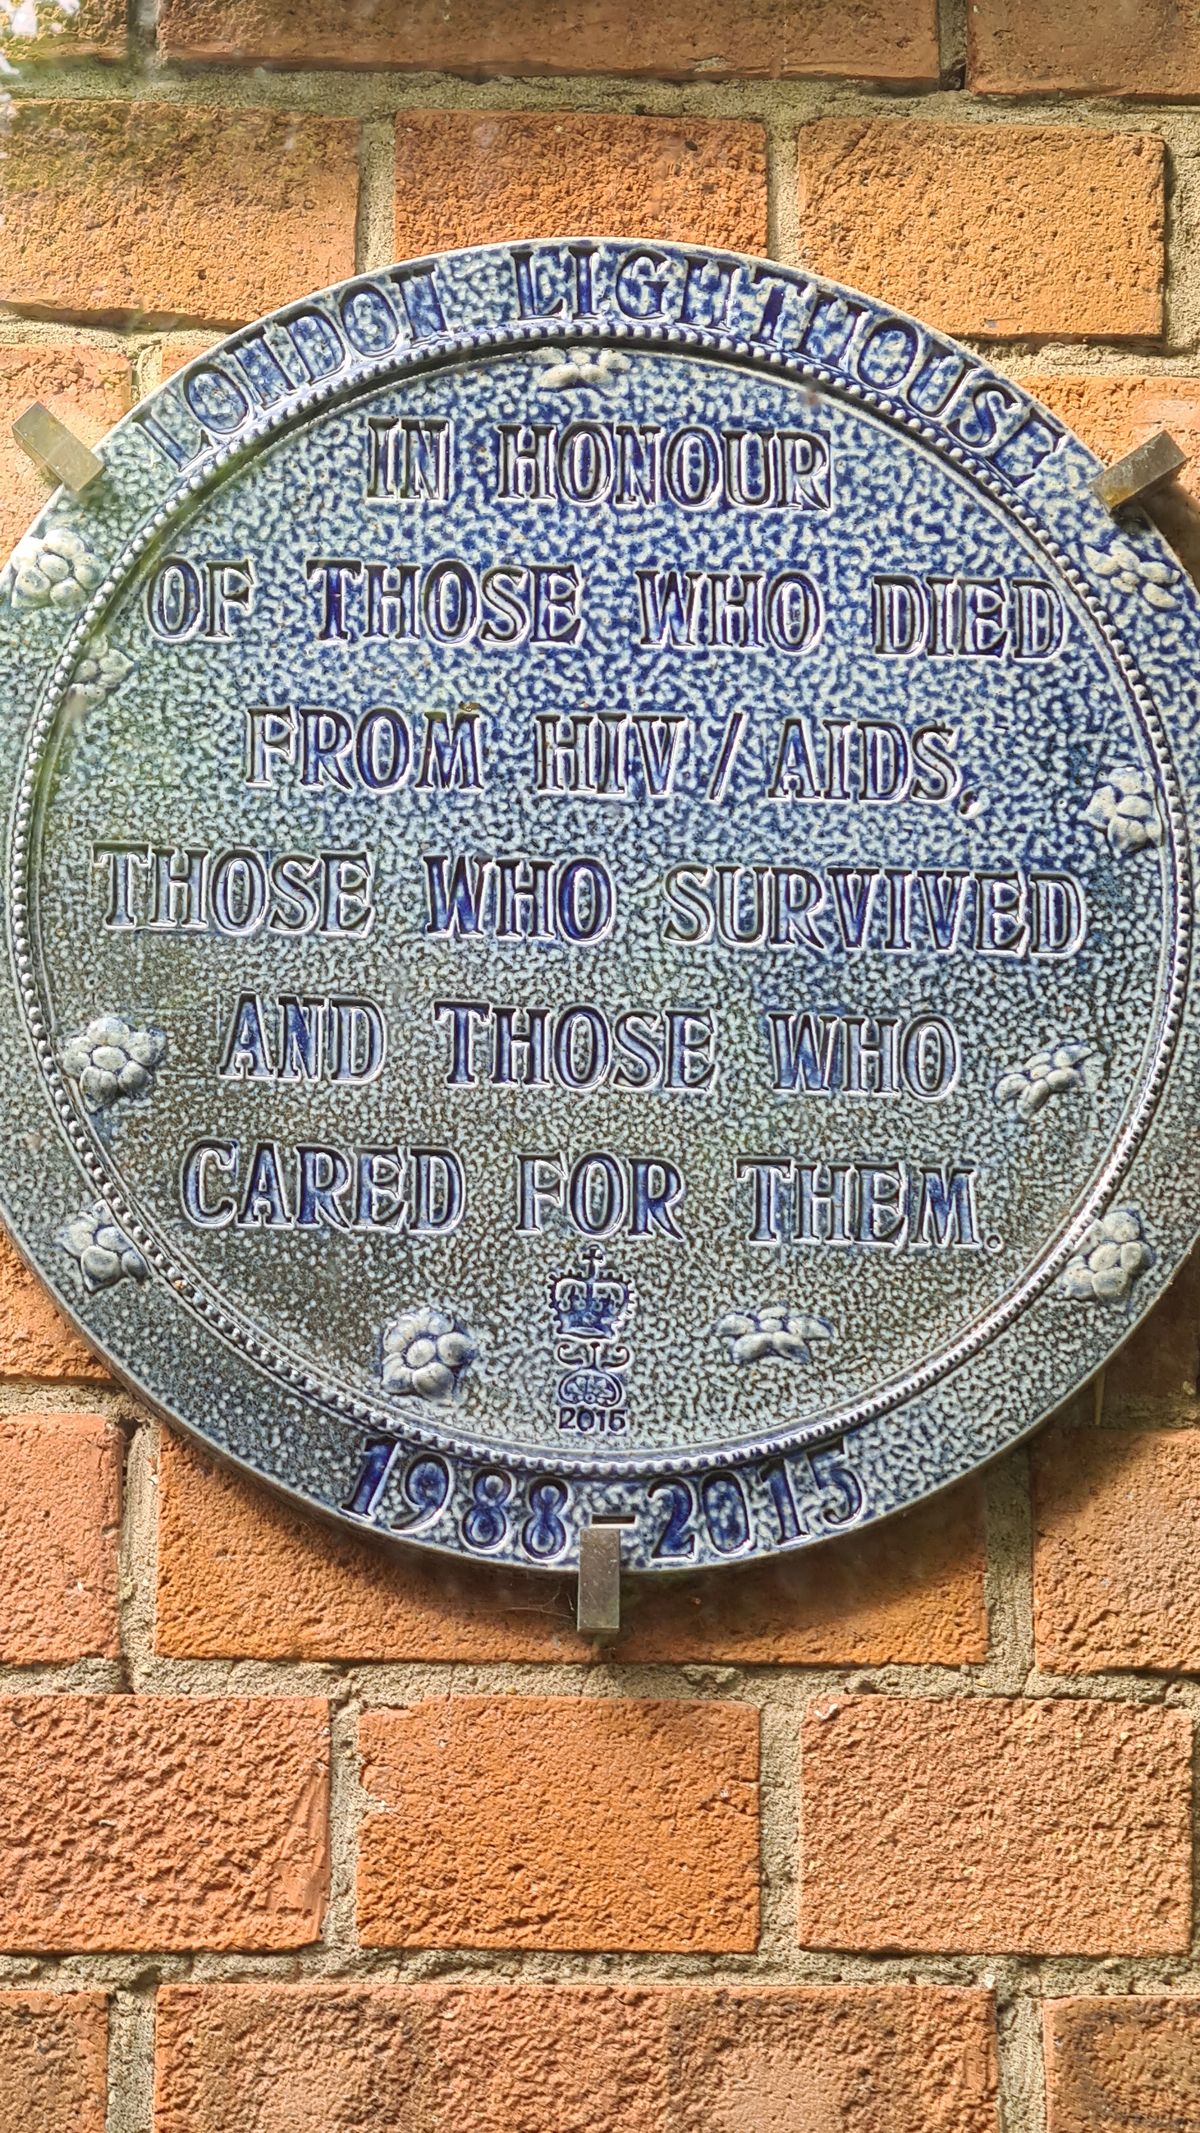 LONDON LIGHTHOUSE
IN HONOUR
OF THOSE WHO DIED
FROM HIV/AIDS,
THOSE WHO SURVIVED
AND THOSE WHO
CARED FOR THEM.
2015
1988-2015